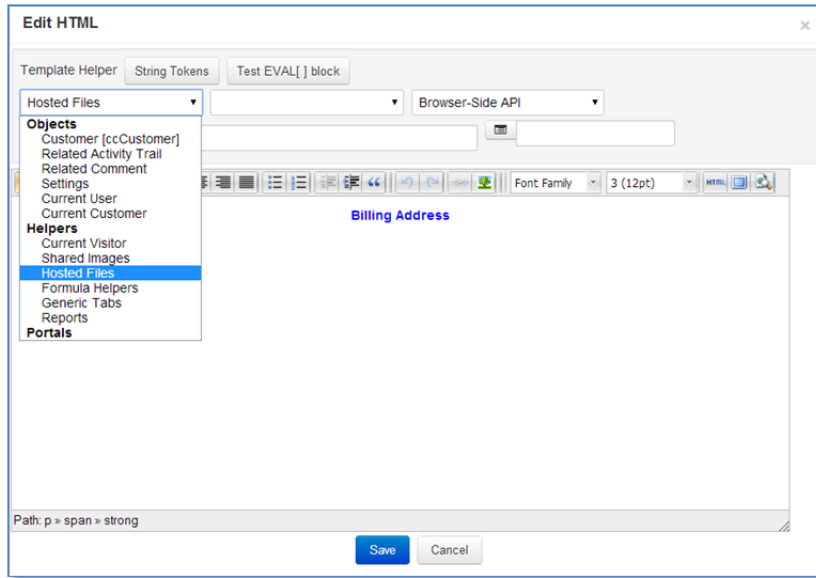 Edit HTML ×
Template Helper String Tokens Test EVAL[ ] block
Hosted Files Browser-Side API
Objects
Customer [ccCustomer]
Related Activity Trail
Related Comment
Settings
Current User
Current Customer
Helpers
Current Visitor
Shared Images
Hosted Files
Formula Helpers
Generic Tabs
Reports
Portals
Font Family 3 (12pt) HTML
Billing Address
Path: p » span » strong
Save Cancel